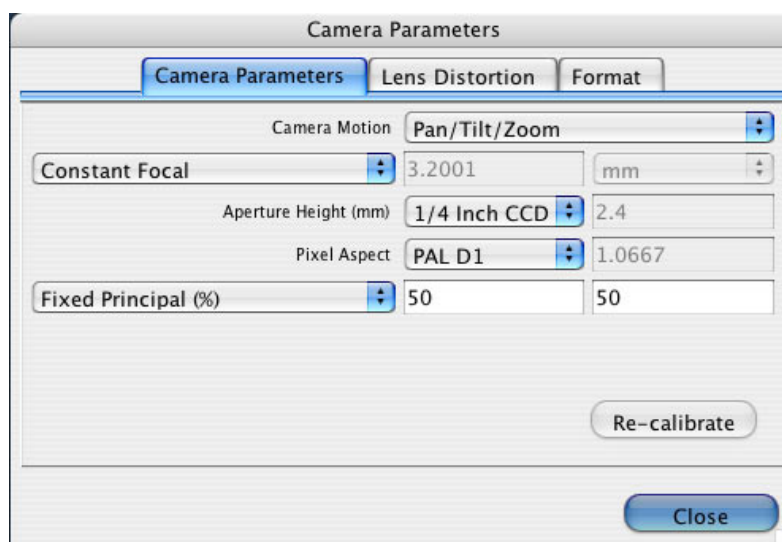 Camera Parameters
Camera Parameters Lens Distortion Format
Camera Motion Pan/Tilt/Zoom
Constant Focal 3.2001 mm
Aperture Height (mm) 1/4 Inch CCD 2.4
Pixel Aspect PAL D1 1.0667
Fixed Principal (%) 50 50
Re-calibrate
Close